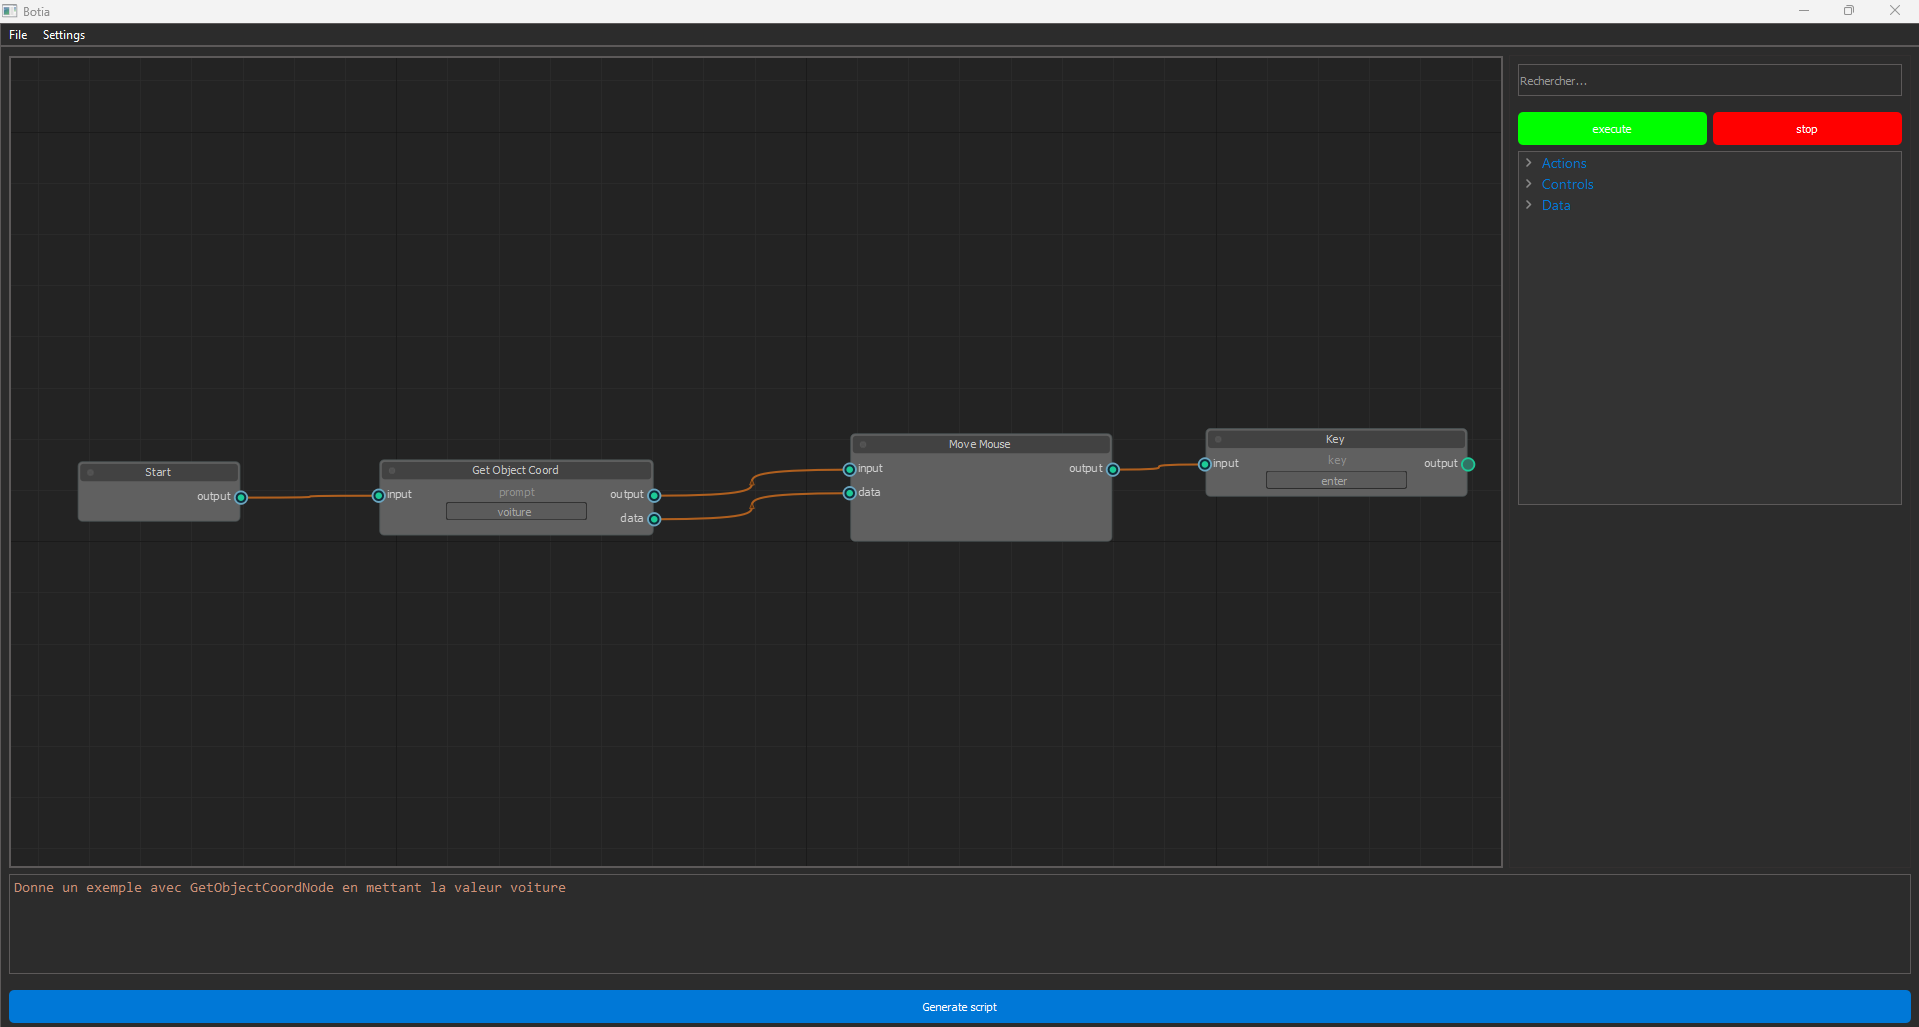 Botia
File Settings
Rechercher...
execute stop
Actions
Controls
Data
Start
output
Get Object Coord
input prompt output
voiture
data
Move Mouse
input output
data
Key
input key output
enter
Donne un exemple avec GetObjectCoordNode en mettant la valeur voiture
Generate script